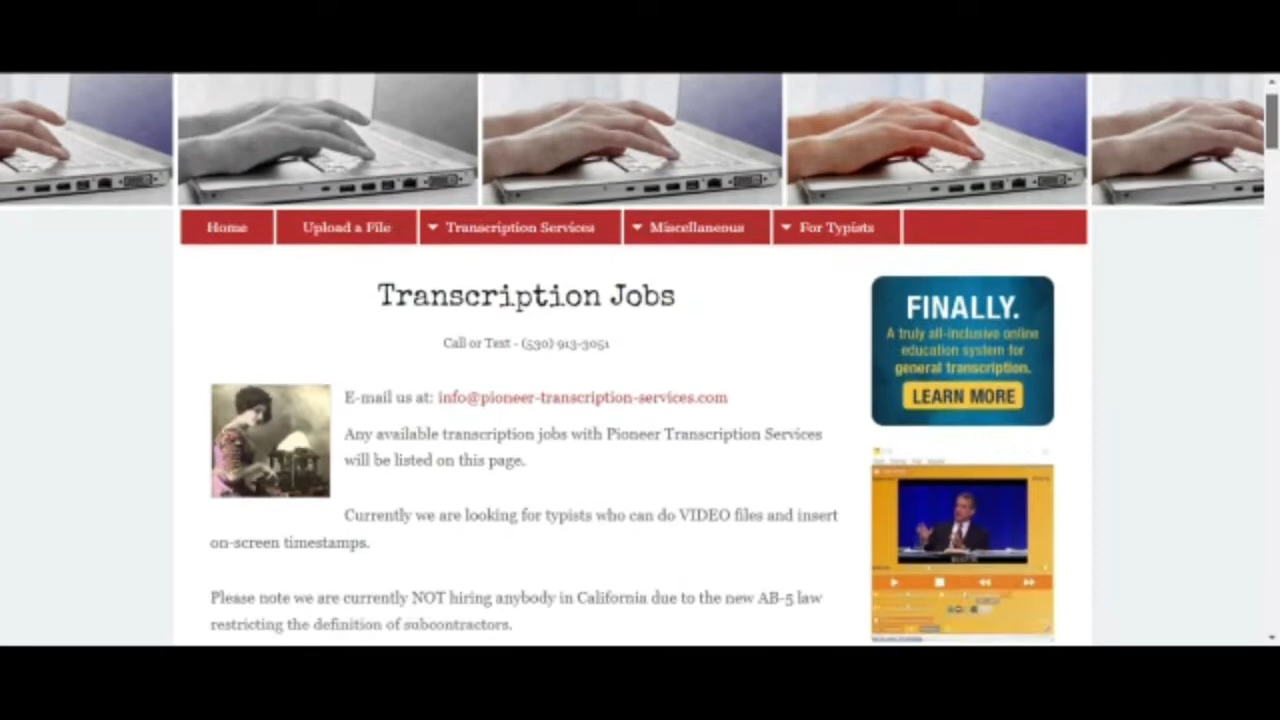 Home
Upload a File
Transcription Services
Miscellaneous
For Typists
Transcription Jobs
Call or Text - (530) 913-3051
E-mail us at: info@pioneer-transcription-services.com
Any available transcription jobs with Pioneer Transcription Services
will be listed on this page.
Currently we are looking for typists who can do VIDEO files and insert
on-screen timestamps.
Please note we are currently NOT hiring anybody in California due to the new AB-5 law
restricting the definition of subcontractors.
FINALLY.
A truly all-inclusive online
education system for
general transcription.
LEARN MORE